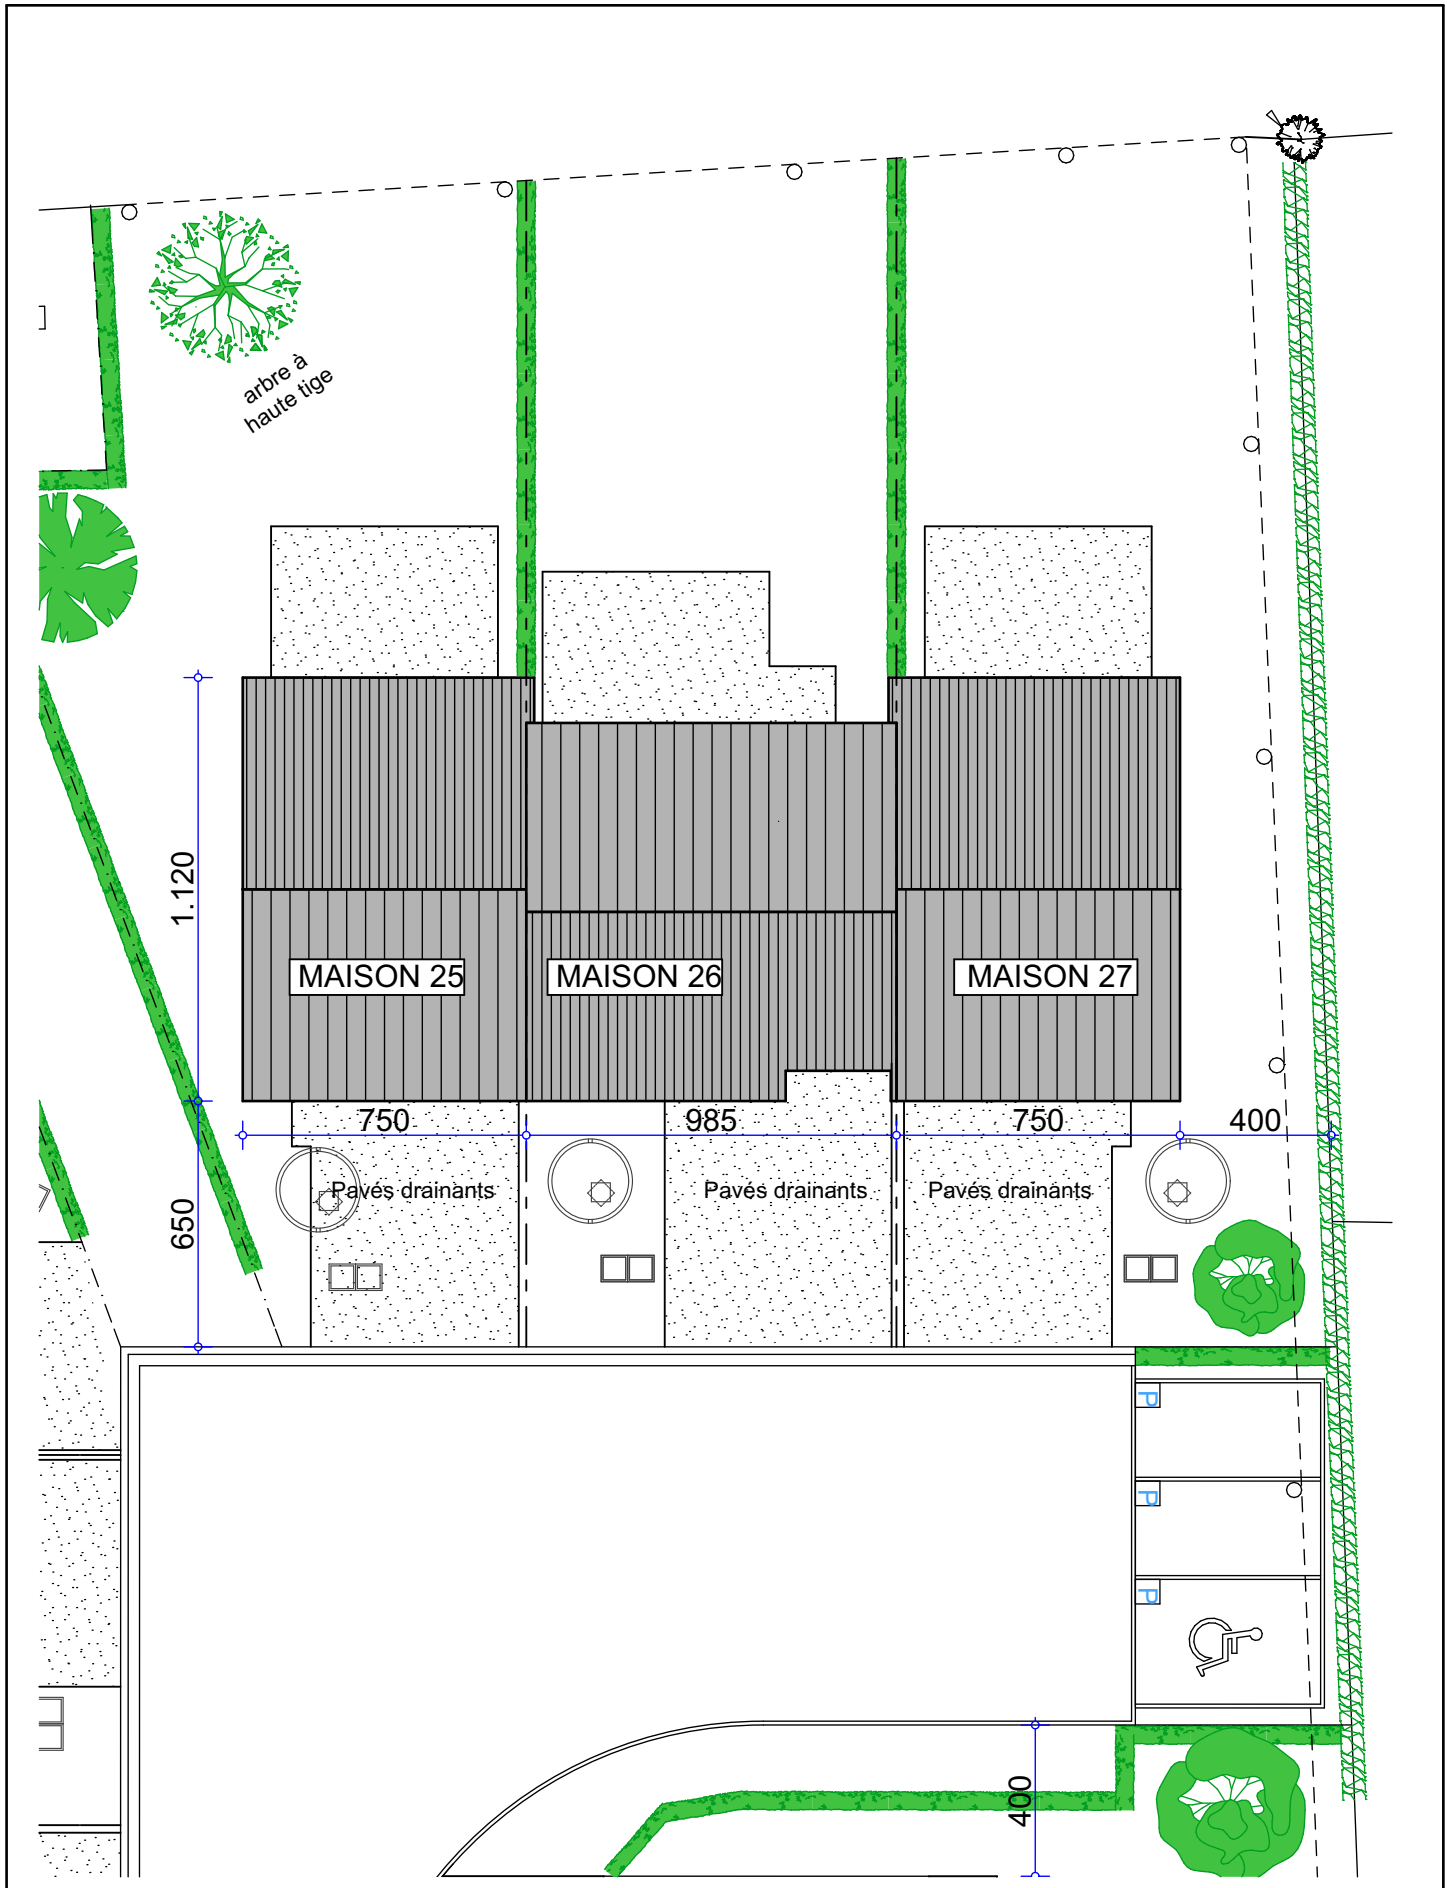 arbre à
haute tige
1.120
MAISON 25
MAISON 26
MAISON 27
750
985
750
400
Pavés drainants
Pavés drainants
Pavés drainants
650
P
P
P
400